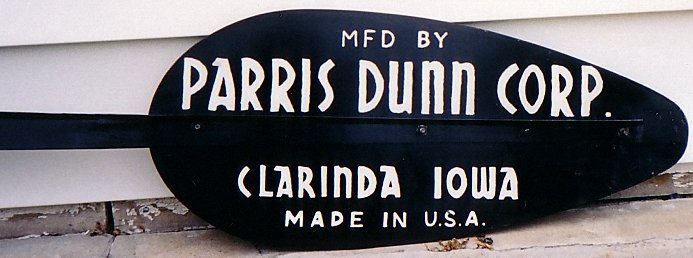 MFD BY
PARRIS DUNN CORP.
CLARINDA IOWA
MADE IN U.S.A.